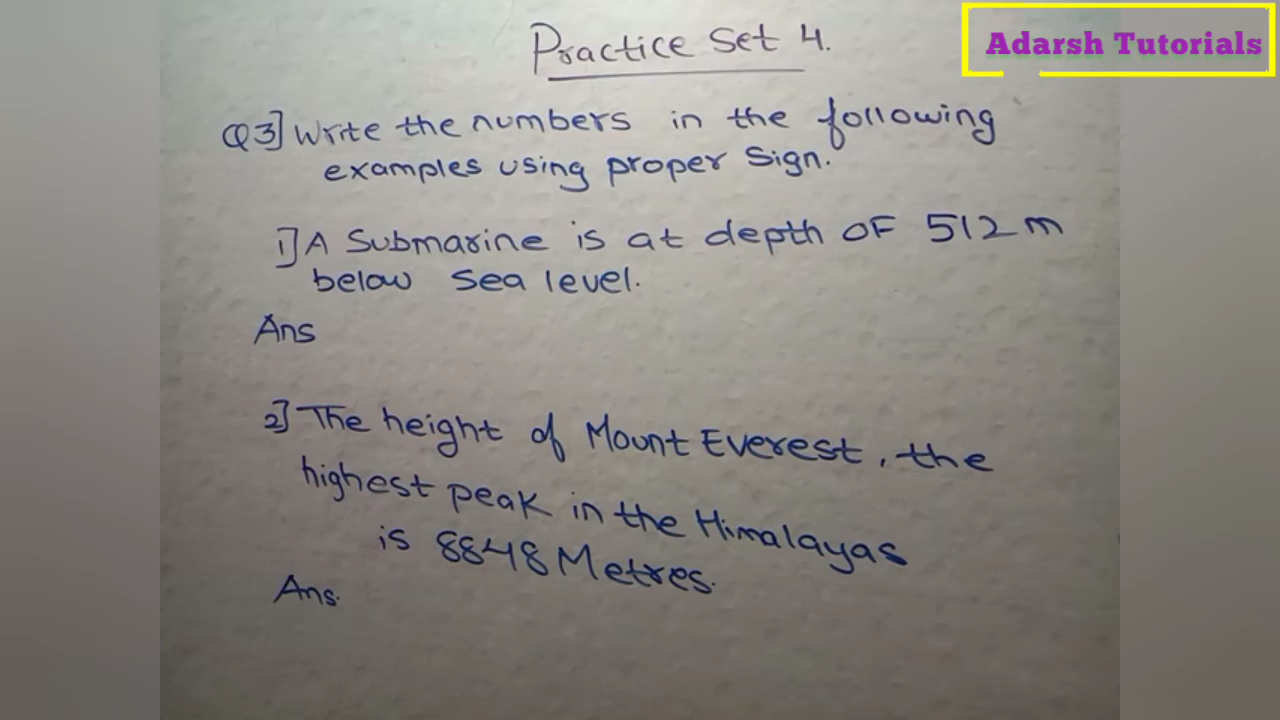 Adarsh Tutorials
Practice Set 4.
Q3] Write the numbers in the following
examples using proper Sign.
1] A Submarine is at depth OF 512 m
below Sea level.
Ans
2] The height of Mount Everest, the
highest peak in the Himalayas
is 8848 Metres.
Ans.